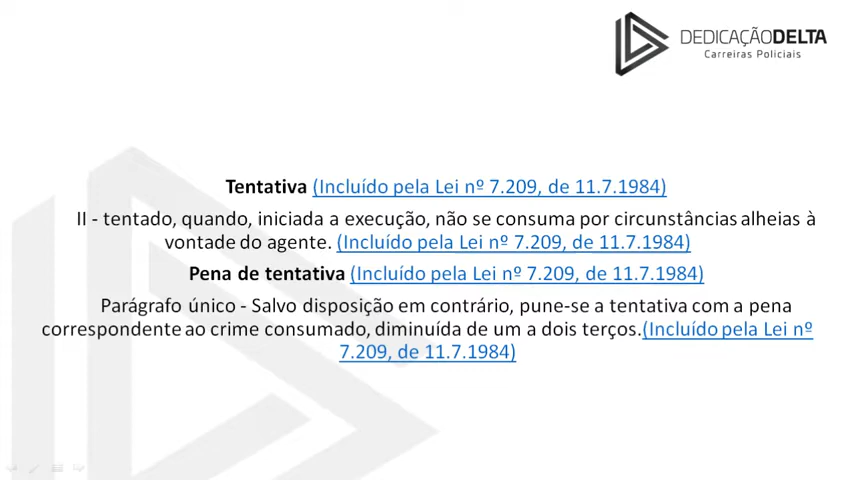 DEDICAÇÃODELTA
Carreiras Policiais
Tentativa (Incluído pela Lei nº 7.209, de 11.7.1984)
II - tentado, quando, iniciada a execução, não se consuma por circunstâncias alheias à
vontade do agente. (Incluído pela Lei nº 7.209, de 11.7.1984)
Pena de tentativa (Incluído pela Lei nº 7.209, de 11.7.1984)
Parágrafo único - Salvo disposição em contrário, pune-se a tentativa com a pena
correspondente ao crime consumado, diminuída de um a dois terços.(Incluído pela Lei nº
7.209, de 11.7.1984)